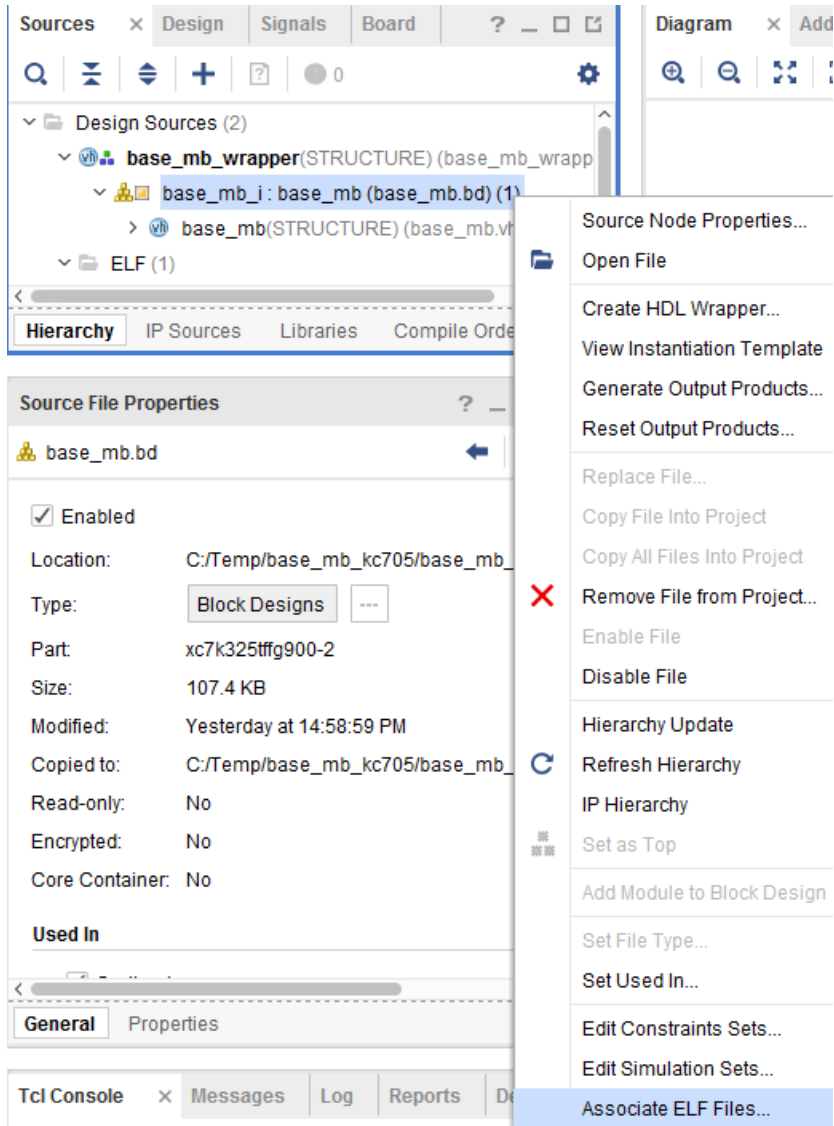 Sources × Design Signals Board ? _
Diagram × Add
0
Design Sources (2)
base_mb_wrapper(STRUCTURE) (base_mb_wrapp
base_mb_i : base_mb (base_mb.bd) (1)
base_mb(STRUCTURE) (base_mb.vh
ELF (1)
Hierarchy IP Sources Libraries Compile Orde
Source File Properties ? _
base_mb.bd
Enabled
Location: C:/Temp/base_mb_kc705/base_mb_
Type: Block Designs ---
Part: xc7k325tffg900-2
Size: 107.4 KB
Modified: Yesterday at 14:58:59 PM
Copied to: C:/Temp/base_mb_kc705/base_mb_
Read-only: No
Encrypted: No
Core Container: No
Used In
General Properties
Tcl Console × Messages Log Reports De
Source Node Properties...
Open File
Create HDL Wrapper...
View Instantiation Template
Generate Output Products...
Reset Output Products...
Replace File...
Copy File Into Project
Copy All Files Into Project
Remove File from Project...
Enable File
Disable File
Hierarchy Update
Refresh Hierarchy
IP Hierarchy
Set as Top
Add Module to Block Design
Set File Type...
Set Used In...
Edit Constraints Sets...
Edit Simulation Sets...
Associate ELF Files...